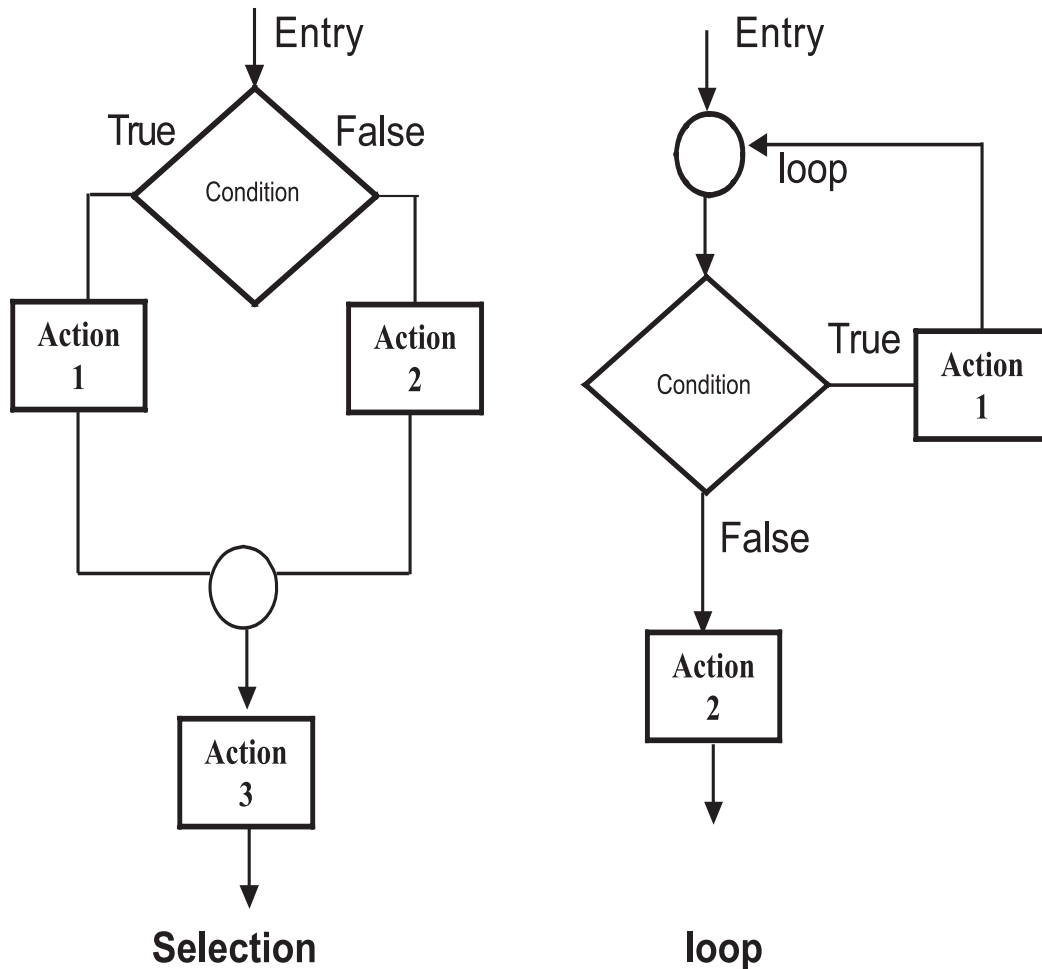 Entry
True
False
Condition
Action
1
Action
2
Action
3
Selection
Entry
loop
Condition
True
Action
1
False
Action
2
loop